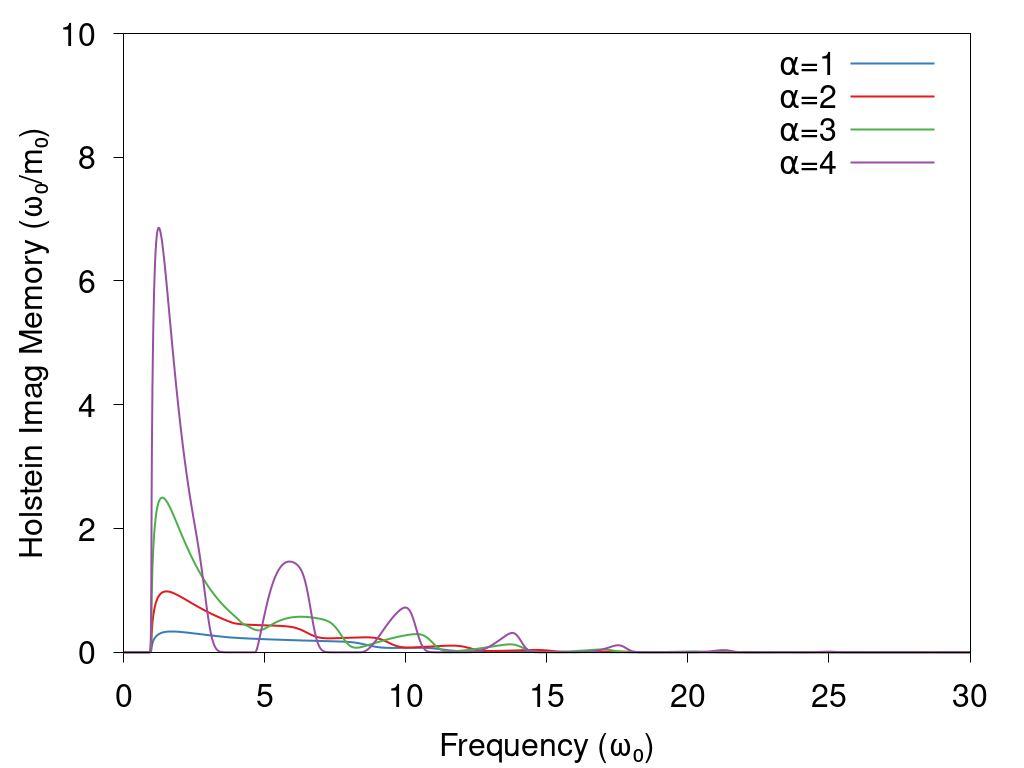 10
8
6
4
2
0
Holstein Imag Memory (ω₀/m₀)
α=1
α=2
α=3
α=4
0 5 10 15 20 25 30
Frequency (ω₀)